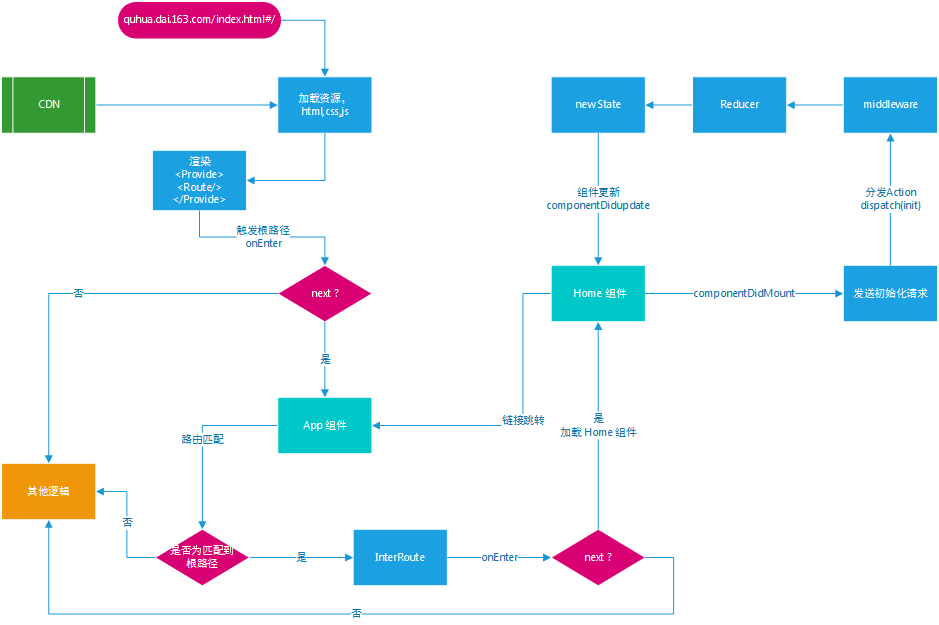 quhua.dai.163.com/index.html#/
CDN
加载资源，
html,css,js
new State
Reducer
middleware
渲染
<Provide>
<Route/>
</Provide>
组件更新
componentDidupdate
分发Action
dispatch(init)
触发根路径
onEnter
否
next ?
Home 组件
componentDidMount
发送初始化请求
是
App 组件
链接跳转
是
加载 Home 组件
路由匹配
其他逻辑
否
是否为匹配到
根路径
是
InterRoute
onEnter
next ?
否